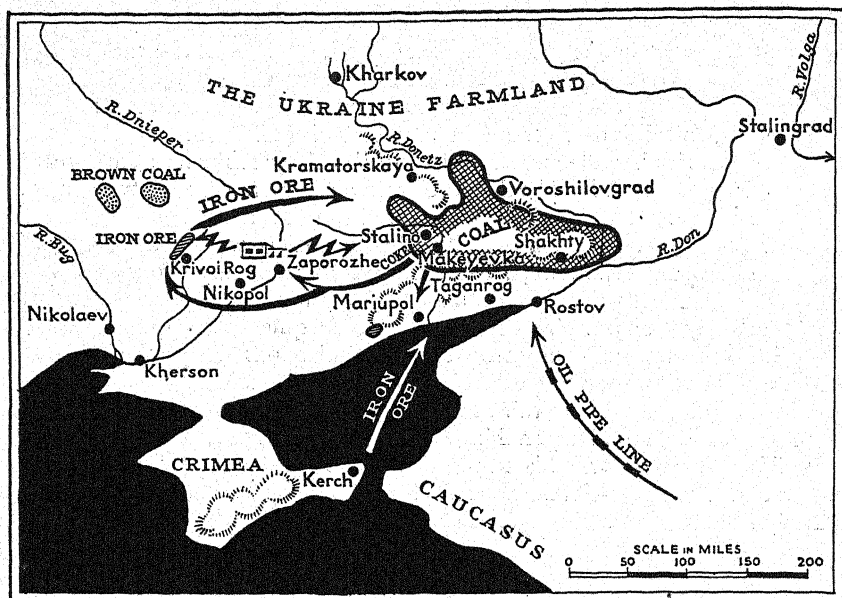 Kharkov
THE UKRAINE FARMLAND
R. Volga
R. Dnieper
Stalingrad
R. Donetz
Kramatorskaya
BROWN COAL
Voroshilovgrad
IRON ORE
IRON ORE
Stalino
COAL
Shakhty
R. Don
R. Bug
Krivoi Rog
Zaporozhe
COKE
Makeyevka
Nikopol
Taganrog
Mariupol
Rostov
Nikolaev
Kherson
IRON ORE
OIL PIPE LINE
CRIMEA
Kerch
CAUCASUS
SCALE IN MILES
0 50 100 150 200